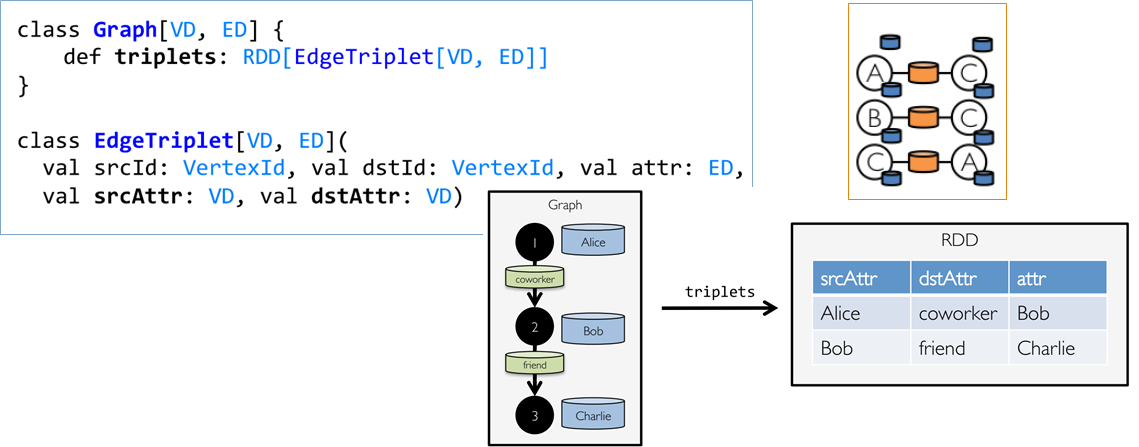 class Graph[VD, ED] {
def triplets: RDD[EdgeTriplet[VD, ED]]
}
class EdgeTriplet[VD, ED](
val srcId: VertexId, val dstId: VertexId, val attr: ED,
val srcAttr: VD, val dstAttr: VD)
A C
B C
C A
Graph
1 Alice
coworker
2 Bob
friend
3 Charlie
triplets
RDD
srcAttr dstAttr attr
Alice coworker Bob
Bob friend Charlie